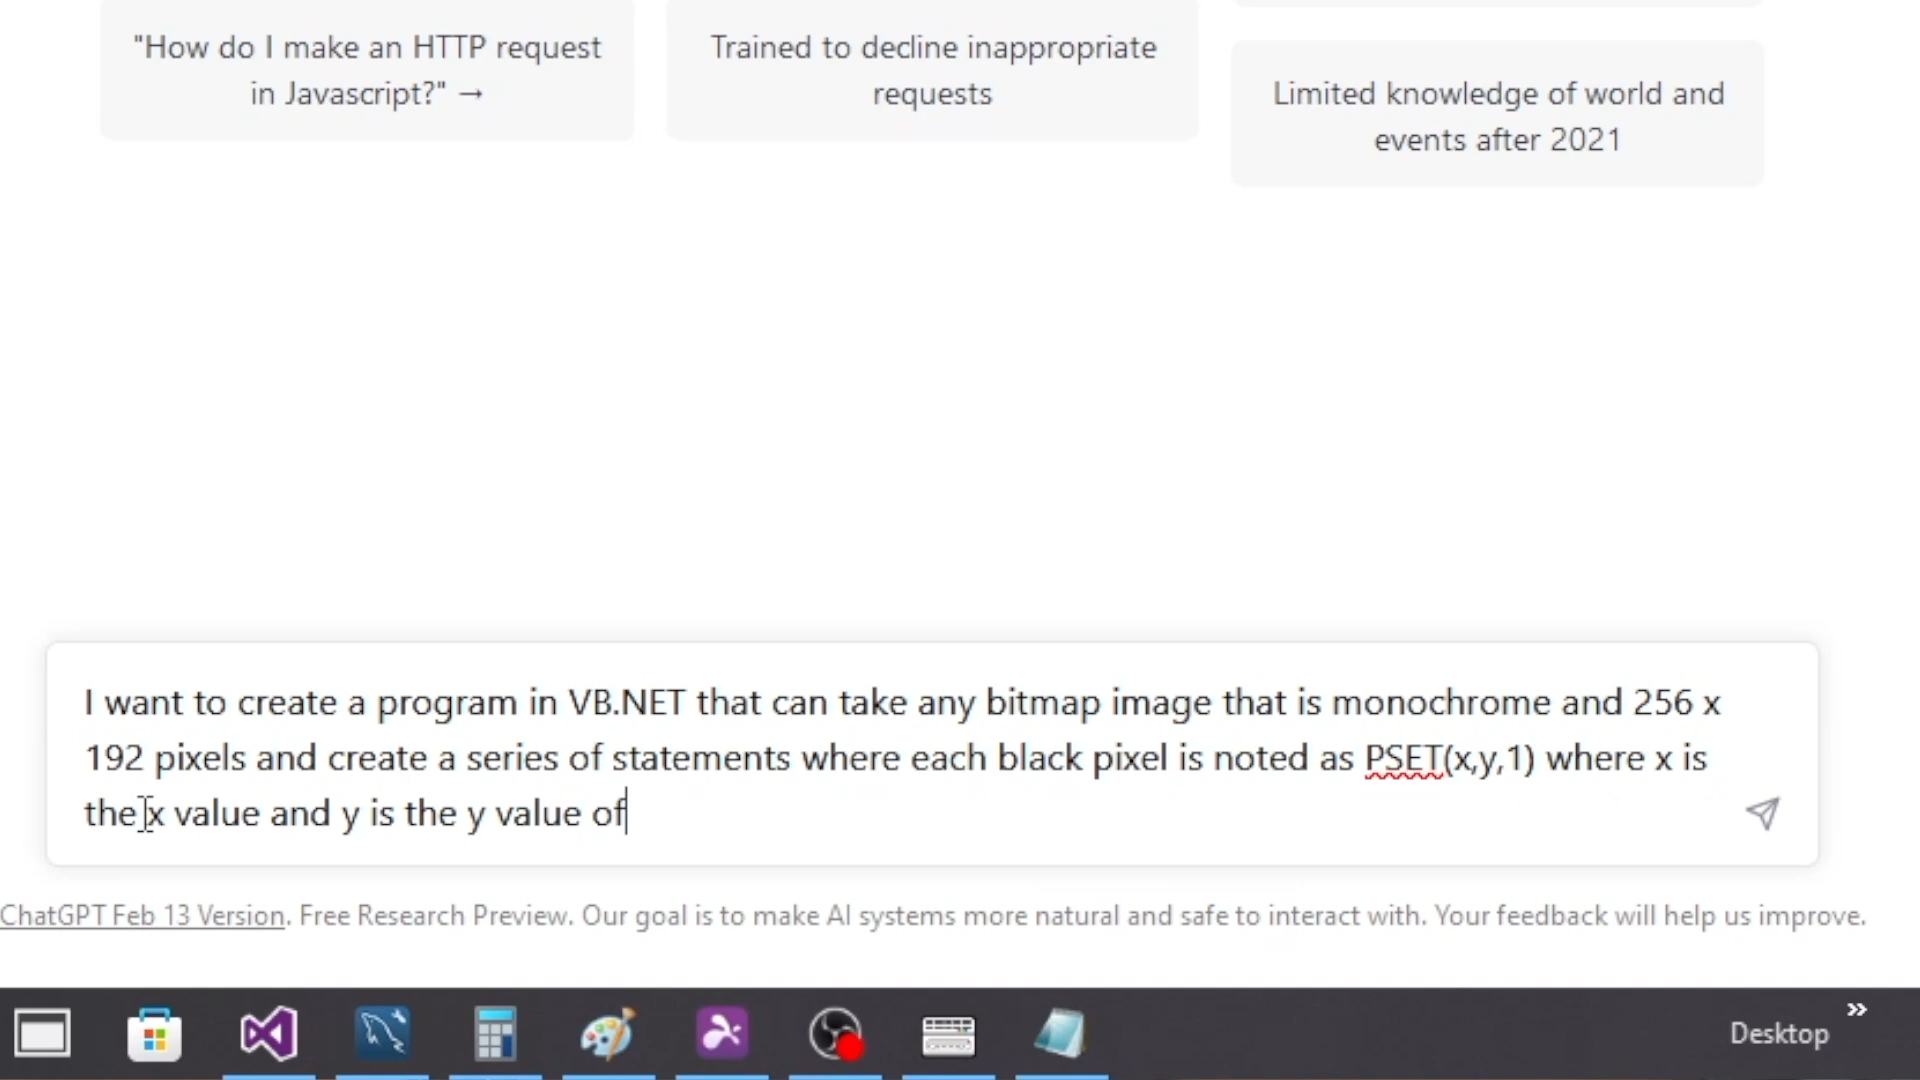 "How do I make an HTTP request
in Javascript?" →
Trained to decline inappropriate
requests
Limited knowledge of world and
events after 2021
I want to create a program in VB.NET that can take any bitmap image that is monochrome and 256 x
192 pixels and create a series of statements where each black pixel is noted as PSET(x,y,1) where x is
the x value and y is the y value of
ChatGPT Feb 13 Version. Free Research Preview. Our goal is to make AI systems more natural and safe to interact with. Your feedback will help us improve.
Desktop